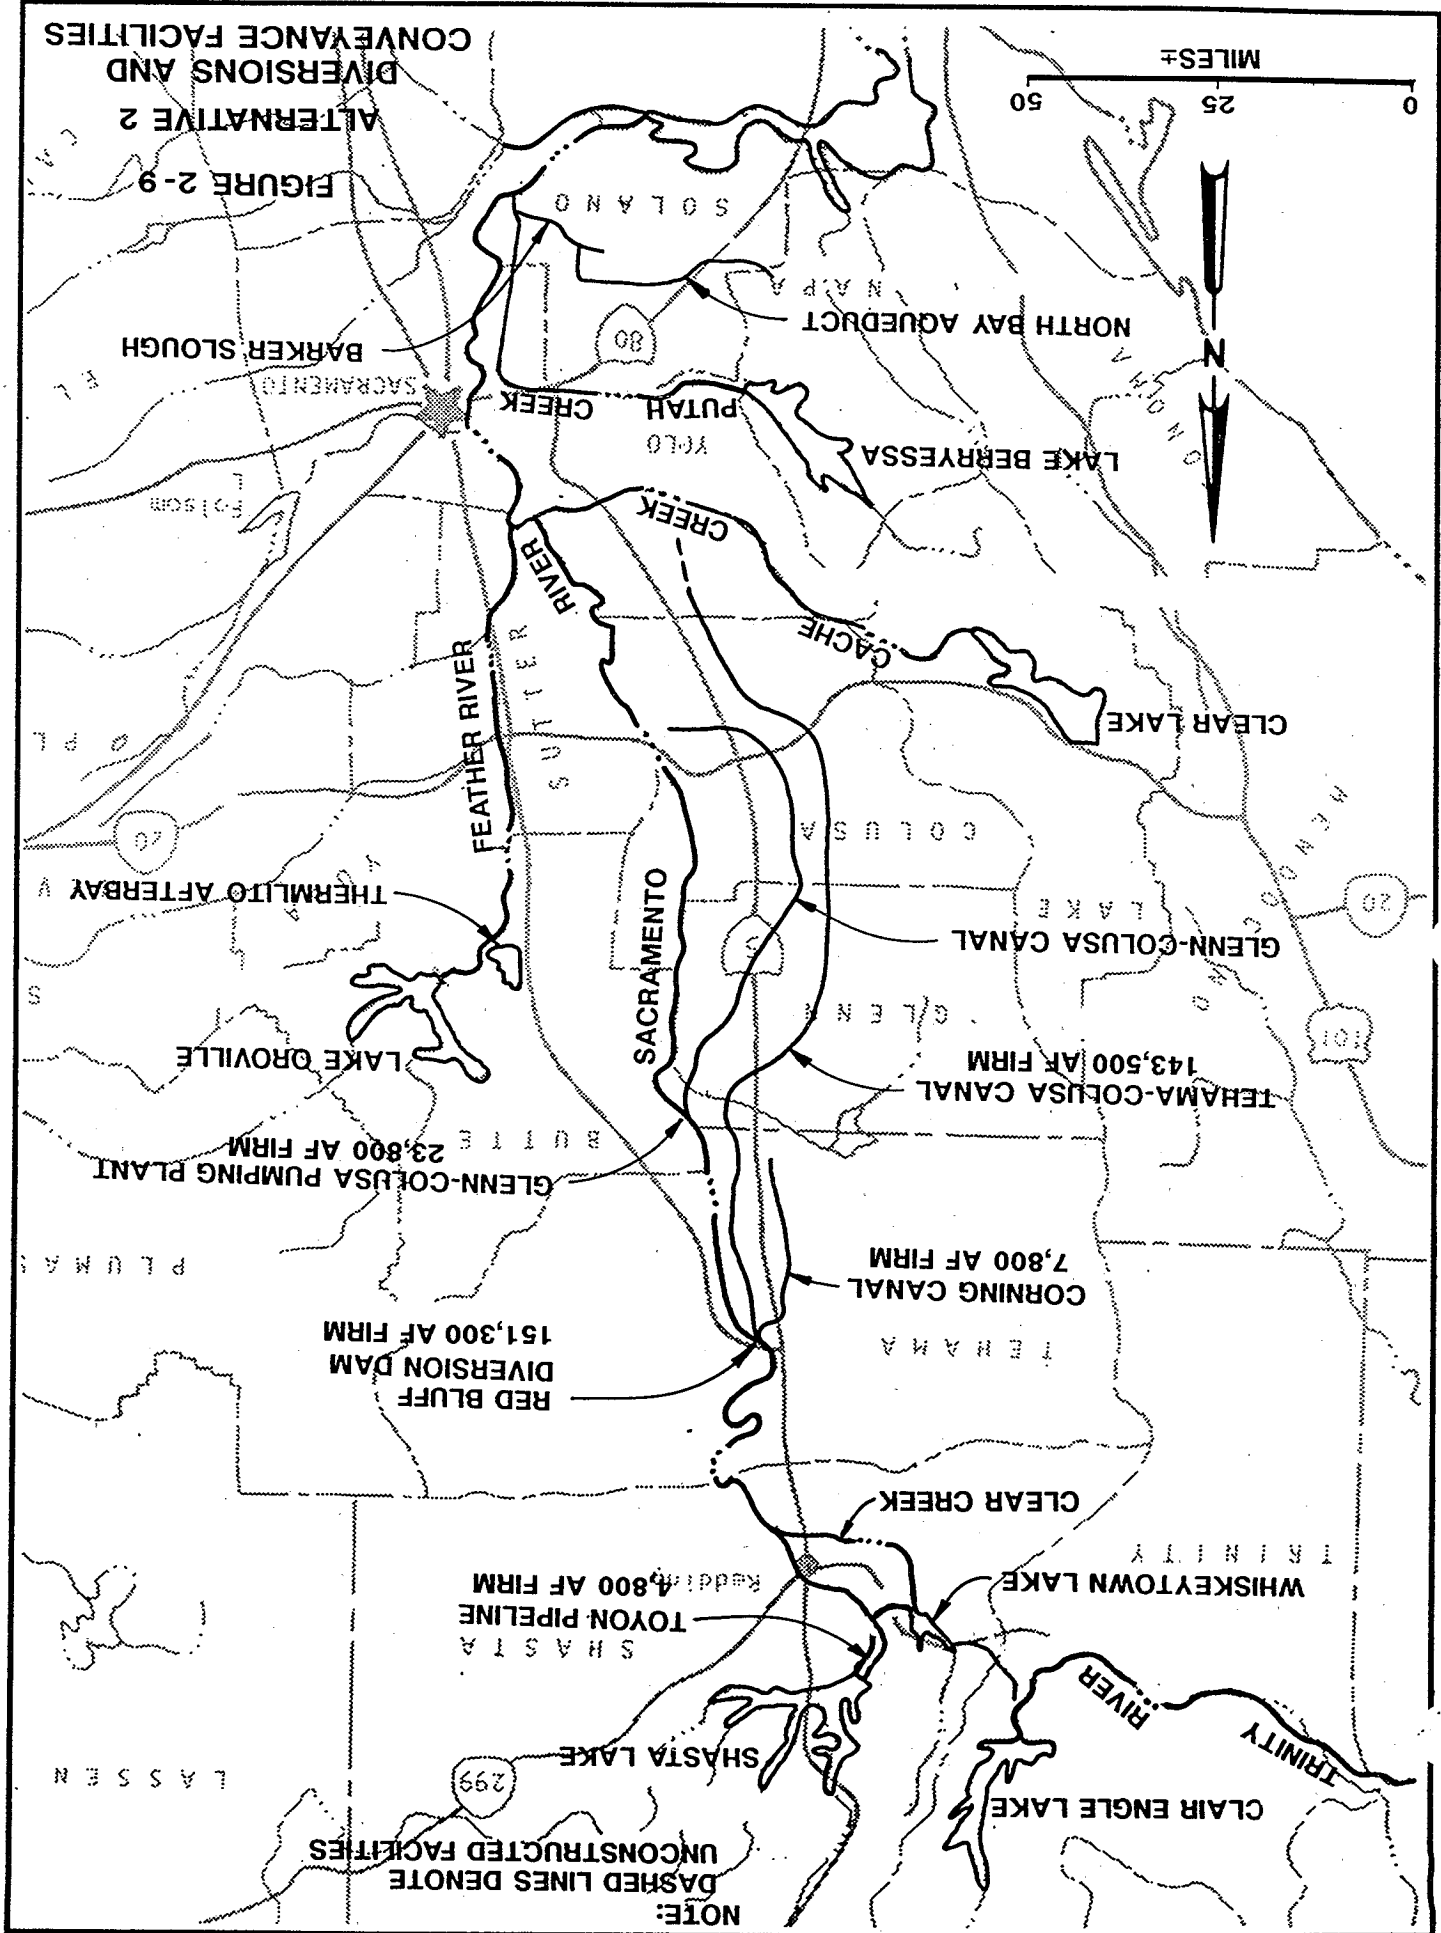 NOTE:
DASHED LINES DENOTE
UNCONSTRUCTED FACILITIES
CLAIR ENGLE LAKE
TRINITY
RIVER
299
LASSEN
SHASTA LAKE
SHASTA
TOYON PIPELINE
4,800 AF FIRM
Redding
WHISKEYTOWN LAKE
TRINITY
CLEAR CREEK
RED BLUFF
DIVERSION DAM
151,300 AF FIRM
TEHAMA
CORNING CANAL
7,800 AF FIRM
PLUMAS
GLENN-COLUSA PUMPING PLANT
23,800 AF FIRM
BUTTE
TEHAMA-COLUSA CANAL
143,500 AF FIRM
LAKE OROVILLE
101
GLENN
SACRAMENTO
S
GLENN-COLUSA CANAL
5
LAKE
20
MENDOCINO
THERMLITO AFTERBAY
V
COLUSA
20
FEATHER RIVER
SUTTER
CLEAR LAKE
PL
CACHE
CREEK
RIVER
Folsom
L
LAKE BERRYESSA
YOLO
PUTAH
CREEK
SACRAMENTO
BARKER SLOUGH
80
N
NORTH BAY AQUEDUCT
NAPA
SOLANO
FIGURE 2-9
ALTERNATIVE 2
DIVERSIONS AND
CONVEYANCE FACILITIES
0
25
50
MILES±